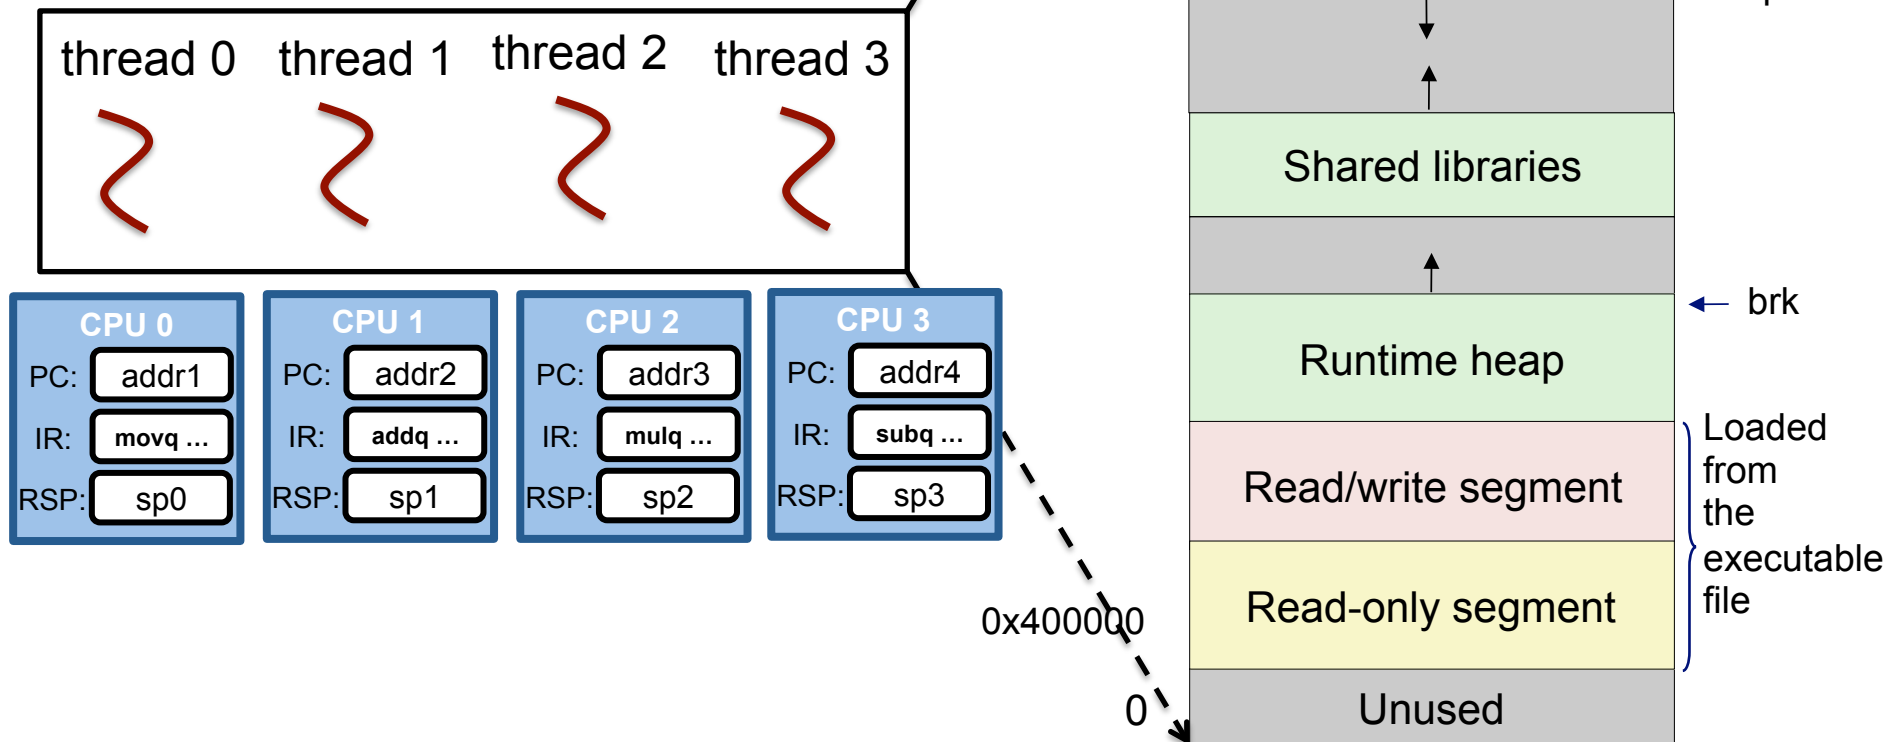 thread 0 thread 1 thread 2 thread 3
CPU 0
PC: addr1
IR: movq ...
RSP: sp0
CPU 1
PC: addr2
IR: addq ...
RSP: sp1
CPU 2
PC: addr3
IR: mulq ...
RSP: sp2
CPU 3
PC: addr4
IR: subq ...
RSP: sp3
Shared libraries
brk
Runtime heap
Read/write segment
Read-only segment
Unused
Loaded
from
the
executable
file
0x400000
0